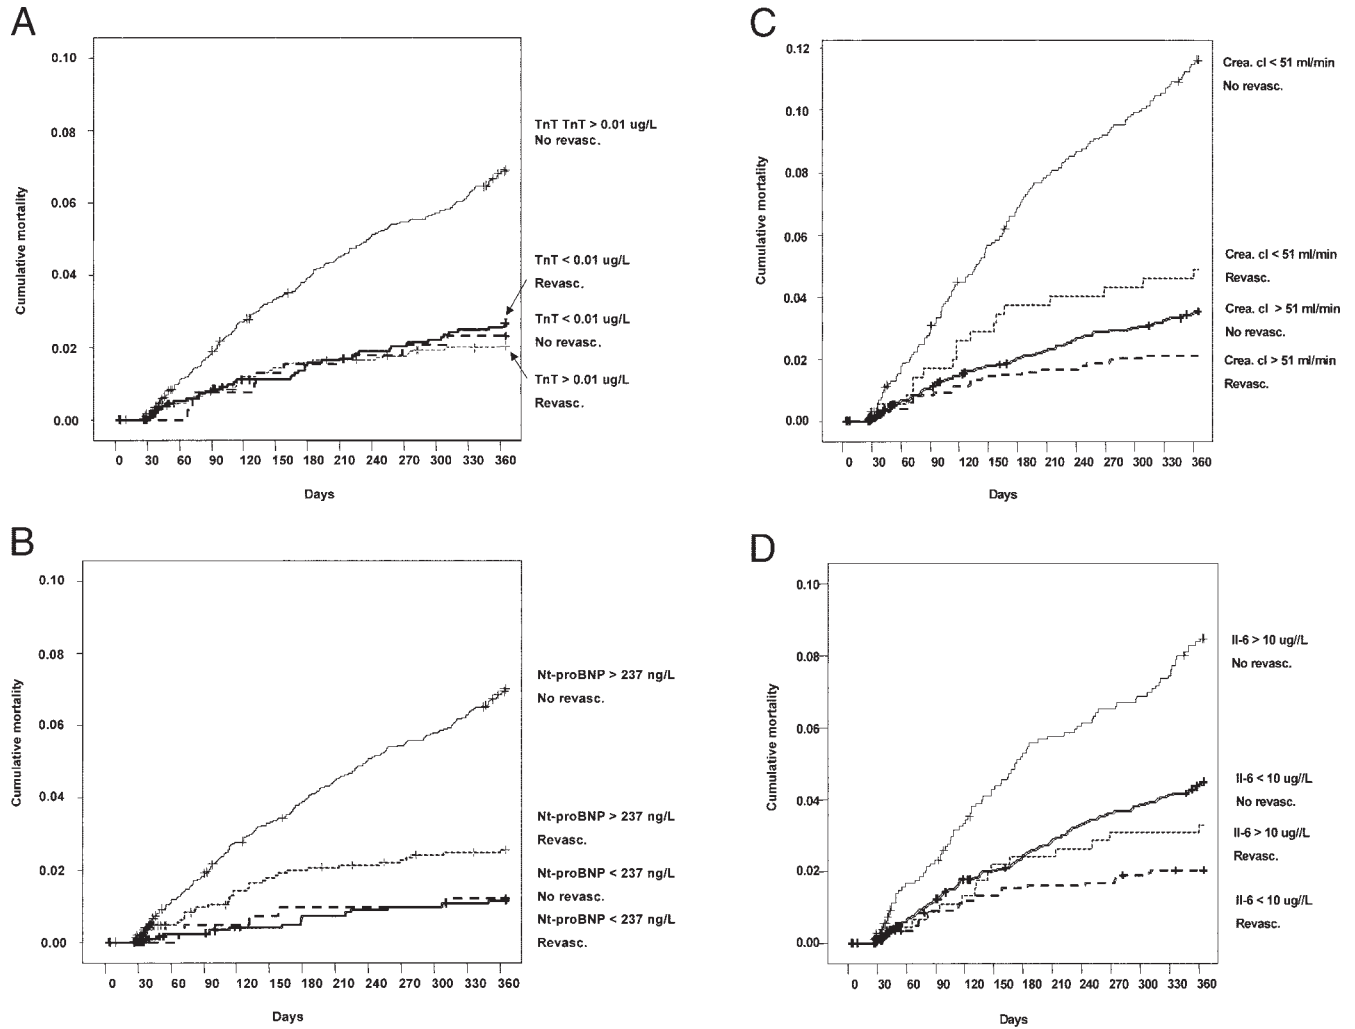 A
0.10
0.08
0.06
0.04
0.02
0.00
Cumulative mortality
0 30 60 90 120 150 180 210 240 270 300 330 360
Days
TnT TnT > 0.01 ug/L
No revasc.
TnT < 0.01 ug/L
Revasc.
TnT < 0.01 ug/L
No revasc.
TnT > 0.01 ug/L
Revasc.
C
0.12
0.10
0.08
0.06
0.04
0.02
0.00
Cumulative mortality
0 30 60 90 120 150 180 210 240 270 300 330 360
Days
Crea. cl < 51 ml/min
No revasc.
Crea. cl < 51 ml/min
Revasc.
Crea. cl > 51 ml/min
No revasc.
Crea. cl > 51 ml/min
Revasc.
B
0.10
0.08
0.06
0.04
0.02
0.00
Cumulative mortality
0 30 60 90 120 150 180 210 240 270 300 330 360
Days
Nt-proBNP > 237 ng/L
No revasc.
Nt-proBNP > 237 ng/L
Revasc.
Nt-proBNP < 237 ng/L
No revasc.
Nt-proBNP < 237 ng/L
Revasc.
D
0.10
0.08
0.06
0.04
0.02
0.00
Cumulative mortality
0 30 60 90 120 150 180 210 240 270 300 330 360
Days
Il-6 > 10 ug//L
No revasc.
Il-6 < 10 ug//L
No revasc.
Il-6 > 10 ug//L
Revasc.
Il-6 < 10 ug//L
Revasc.